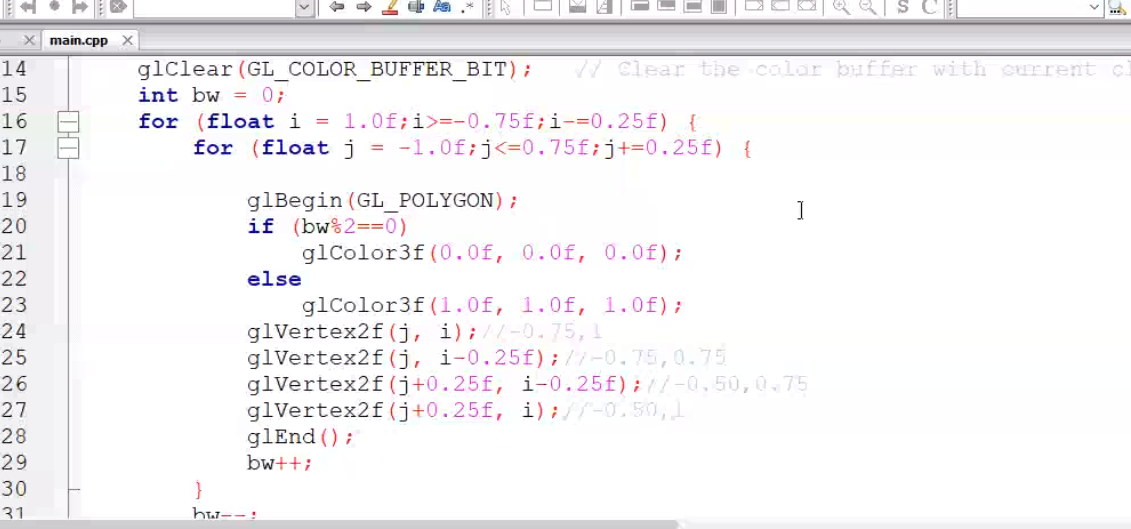 main.cpp
14 glClear(GL_COLOR_BUFFER_BIT); // Clear the color buffer with current
15 int bw = 0;
16 for (float i = 1.0f;i>=-0.75f;i-=0.25f) {
17 for (float j = -1.0f;j<=0.75f;j+=0.25f) {
18
19 glBegin(GL_POLYGON);
20 if (bw%2==0)
21 glColor3f(0.0f, 0.0f, 0.0f);
22 else
23 glColor3f(1.0f, 1.0f, 1.0f);
24 glVertex2f(j, i);//-0.75,1
25 glVertex2f(j, i-0.25f);//-0.75,0.75
26 glVertex2f(j+0.25f, i-0.25f);//-0.50,0.75
27 glVertex2f(j+0.25f, i);//-0.50,1
28 glEnd();
29 bw++;
30 }
31 bw--;